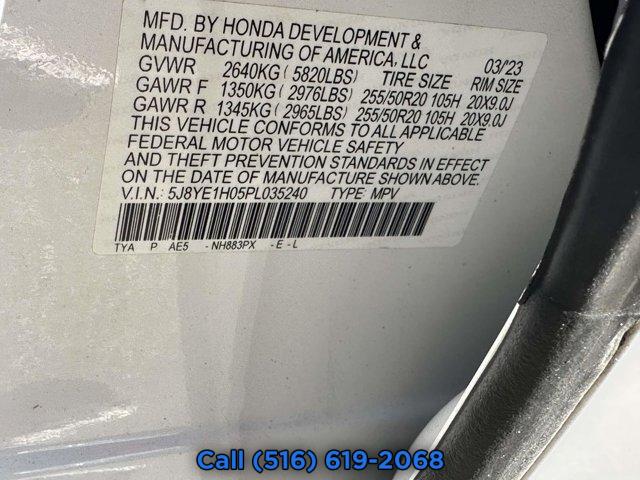 MFD. BY HONDA DEVELOPMENT &
MANUFACTURING OF AMERICA, LLC 03/'23
GVWR 2640KG (5820LBS) TIRE SIZE RIM SIZE
GAWR F 1350KG (2976LBS) 255/50R20 105H 20X9.0J
GAWR R 1345KG (2965LBS) 255/50R20 105H 20X9.0J
THIS VEHICLE CONFORMS TO ALL APPLICABLE
FEDERAL MOTOR VEHICLE SAFETY
AND THEFT PREVENTION STANDARDS IN EFFECT
ON THE DATE OF MANUFACTURE SHOWN ABOVE.
V.I.N.: 5J8YE1H05PL035240 TYPE: MPV
TYA P AE5 -NH883PX -E-L
Call (516) 619-2068